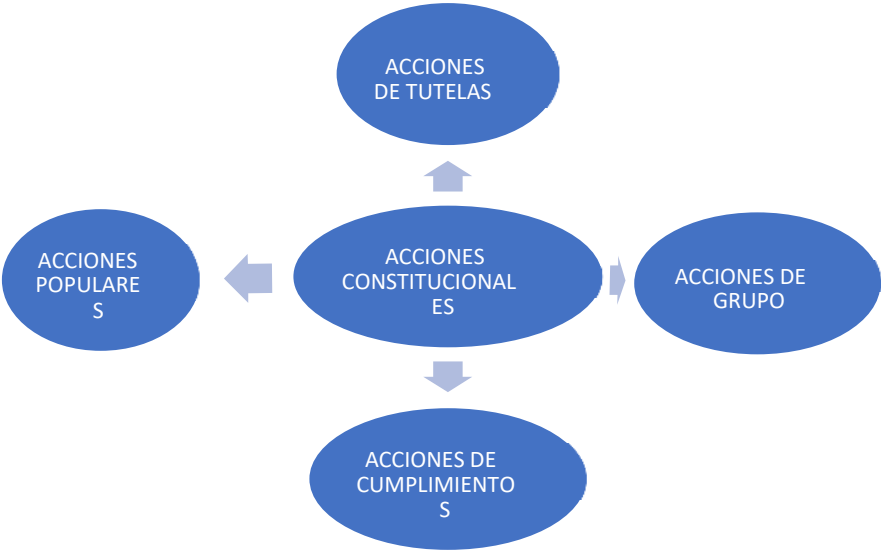 ACCIONES
DE TUTELAS
ACCIONES
POPULARE
S
ACCIONES
CONSTITUCIONAL
ES
ACCIONES DE
GRUPO
ACCIONES DE
CUMPLIMIENTO
S